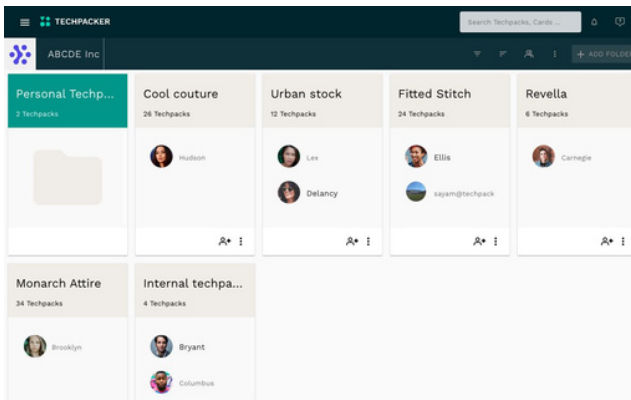 TECHPACKER
Search Techpacks, Cards ...
ABCDE Inc
+ ADD FOLDE
Personal Techp...
2 Techpacks
Cool couture
26 Techpacks
Hudson
Urban stock
12 Techpacks
Lex
Delancy
Fitted Stitch
24 Techpacks
Ellis
sayam@techpack
Revella
6 Techpacks
Carnegie
Monarch Attire
34 Techpacks
Brooklyn
Internal techpa...
4 Techpacks
Bryant
Columbus